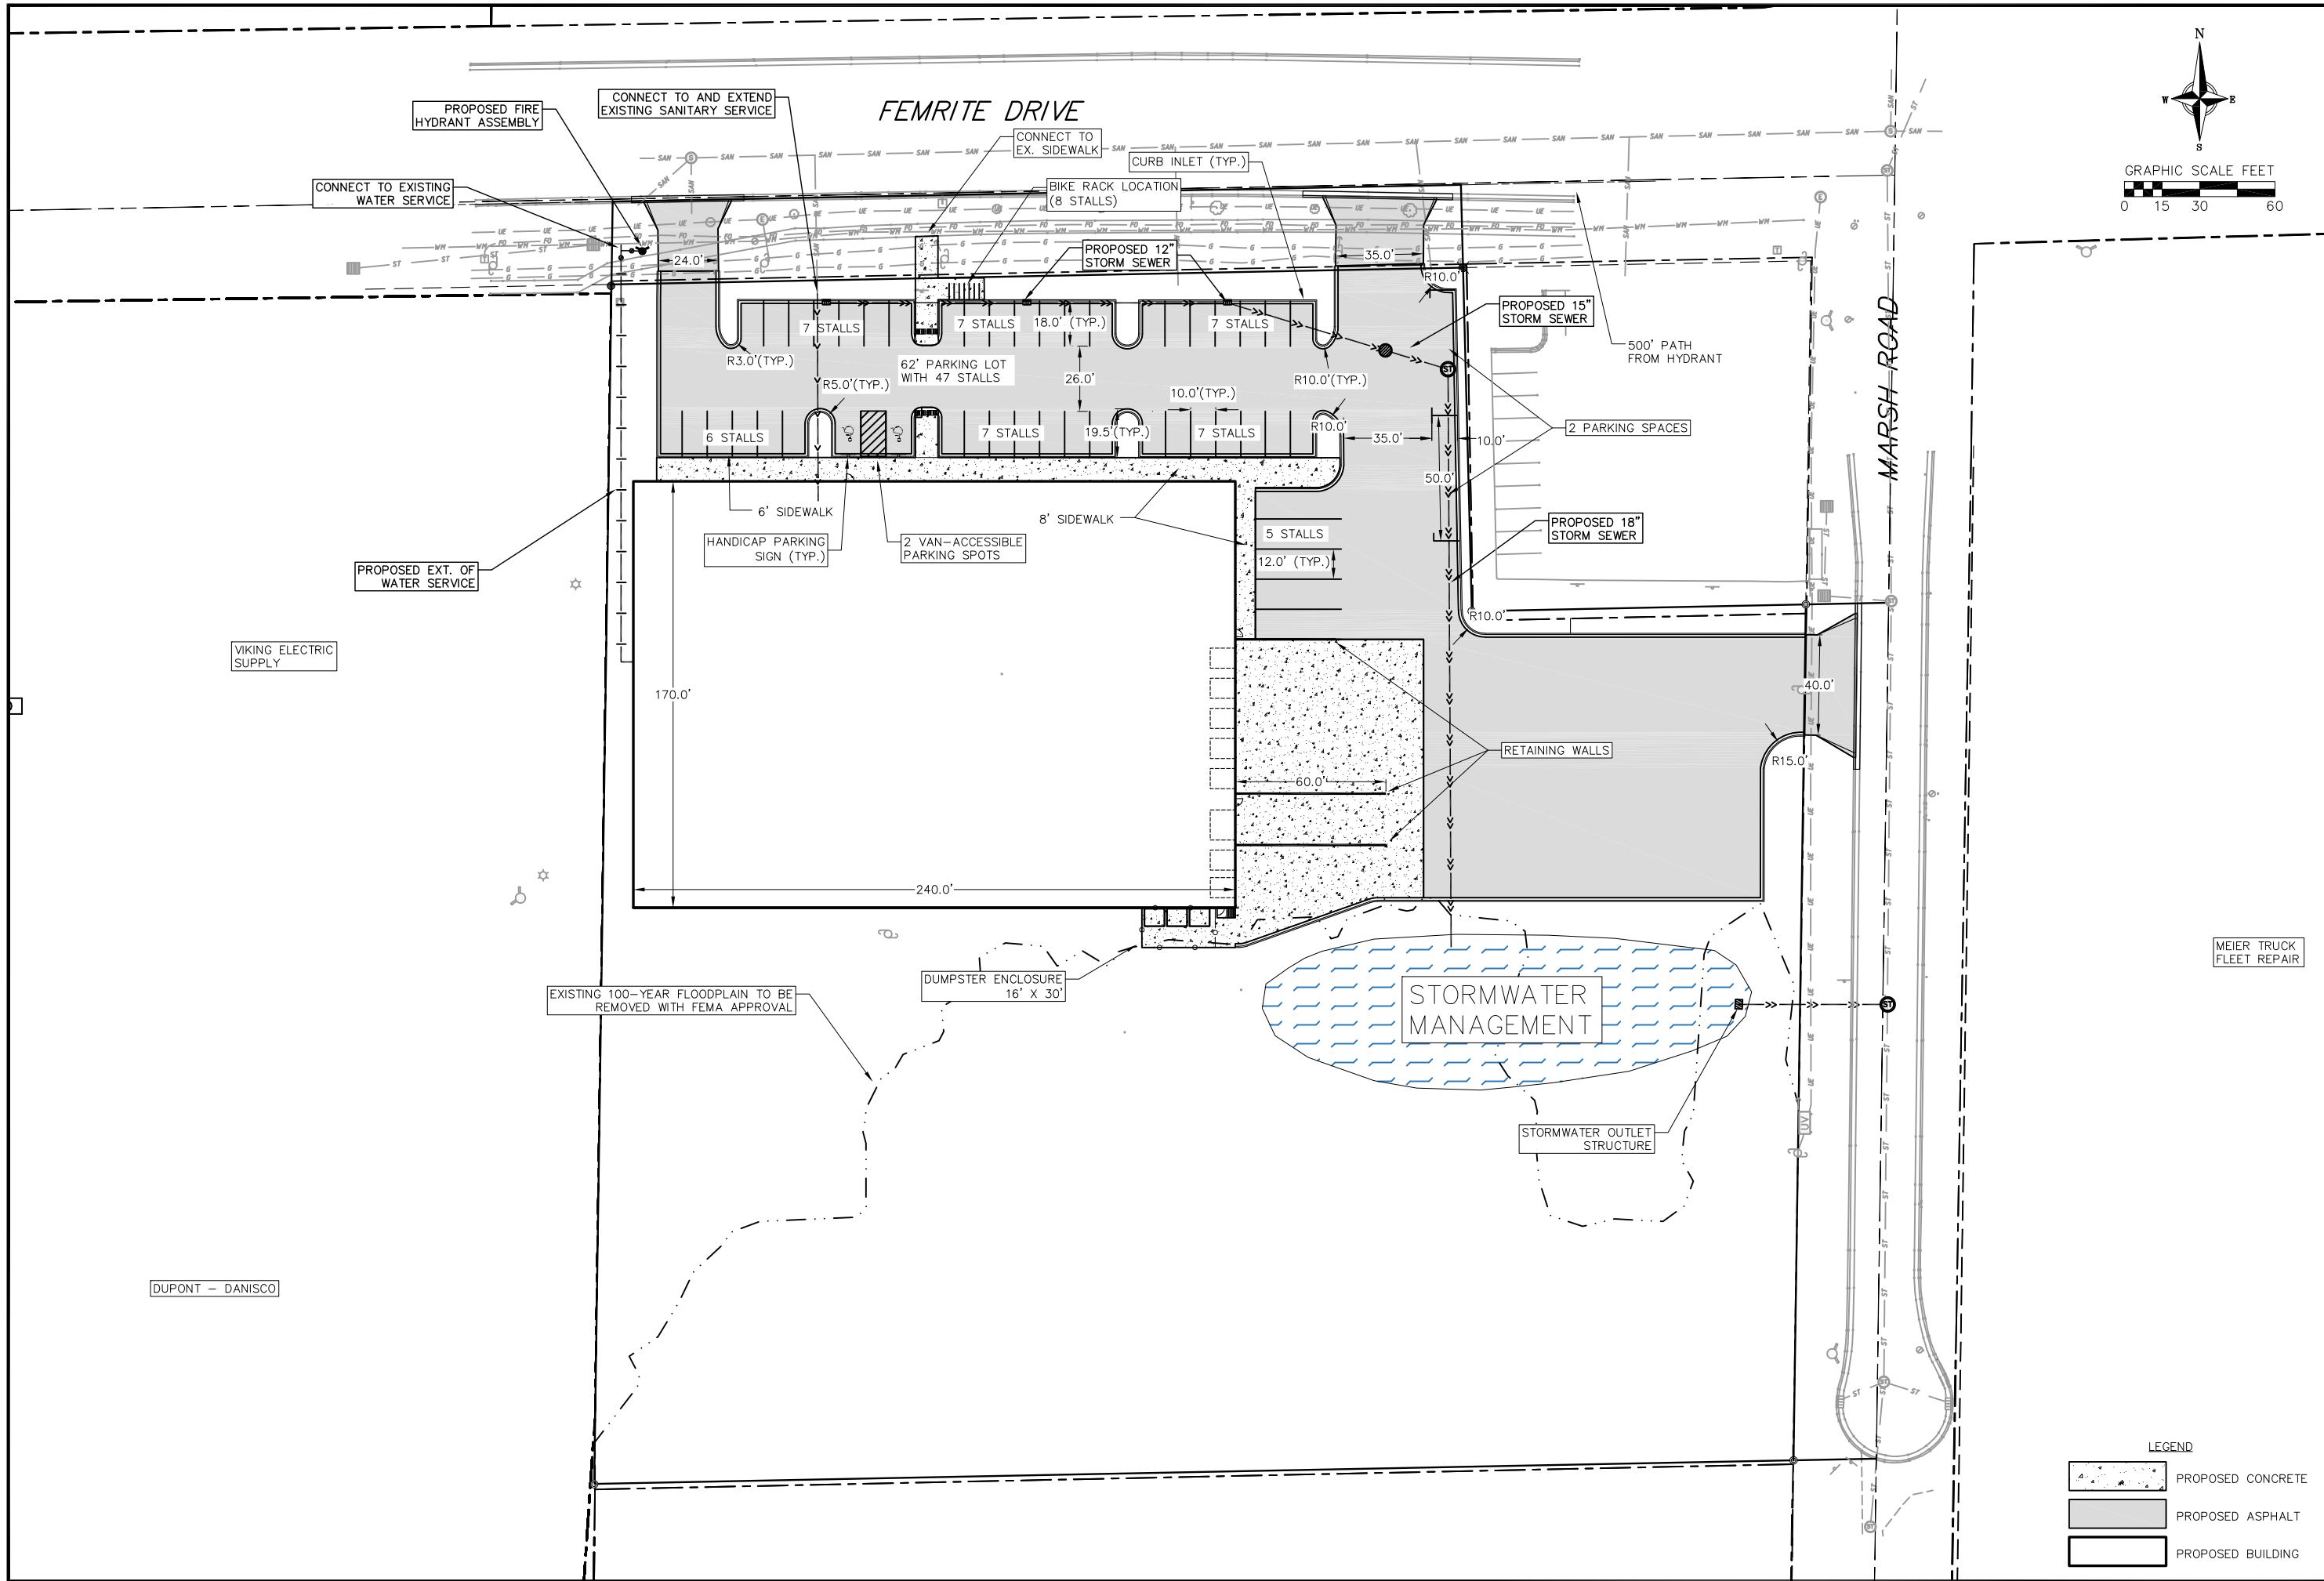 N
W
E
S
GRAPHIC SCALE FEET
0 15 30 60
FEMRITE DRIVE
MARSH ROAD
PROPOSED FIRE
HYDRANT ASSEMBLY
CONNECT TO AND EXTEND
EXISTING SANITARY SERVICE
CONNECT TO
EX. SIDEWALK
CURB INLET (TYP.)
CONNECT TO EXISTING
WATER SERVICE
BIKE RACK LOCATION
(8 STALLS)
PROPOSED 12"
STORM SEWER
24.0'
35.0'
R10.0'
PROPOSED 15"
STORM SEWER
500' PATH
FROM HYDRANT
7 STALLS
7 STALLS
18.0' (TYP.)
7 STALLS
R3.0'(TYP.)
62' PARKING LOT
WITH 47 STALLS
26.0'
R5.0'(TYP.)
R10.0'(TYP.)
10.0'(TYP.)
6 STALLS
7 STALLS
19.5'(TYP.)
7 STALLS
R10.0'
35.0'
10.0'
2 PARKING SPACES
50.0'
6' SIDEWALK
8' SIDEWALK
HANDICAP PARKING
SIGN (TYP.)
2 VAN-ACCESSIBLE
PARKING SPOTS
5 STALLS
12.0' (TYP.)
PROPOSED 18"
STORM SEWER
PROPOSED EXT. OF
WATER SERVICE
R10.0'
VIKING ELECTRIC
SUPPLY
170.0'
40.0'
RETAINING WALLS
R15.0'
60.0'
240.0'
DUMPSTER ENCLOSURE
16' X 30'
EXISTING 100-YEAR FLOODPLAIN TO BE
REMOVED WITH FEMA APPROVAL
STORMWATER
MANAGEMENT
MEIER TRUCK
FLEET REPAIR
STORMWATER OUTLET
STRUCTURE
DUPONT - DANISCO
LEGEND
PROPOSED CONCRETE
PROPOSED ASPHALT
PROPOSED BUILDING